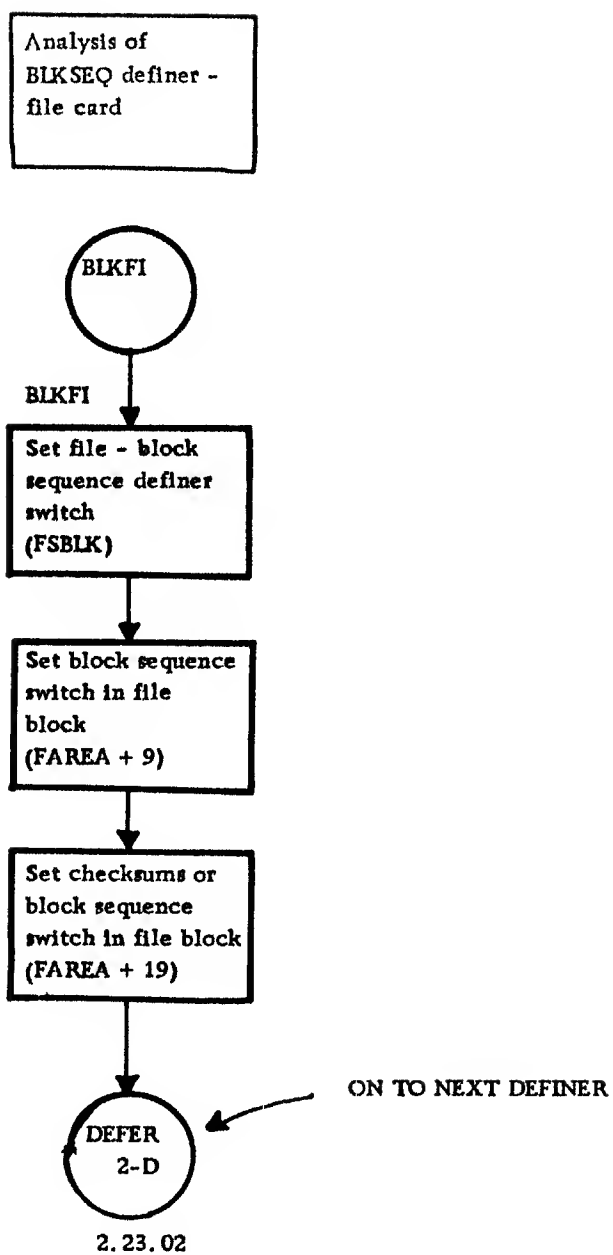 Analysis of
BLKSEQ definer -
file card
BLKFI
BLKFI
Set file - block
sequence definer
switch
(FSBLK)
Set block sequence
switch in file
block
(FAREA + 9)
Set checksums or
block sequence
switch in file block
(FAREA + 19)
ON TO NEXT DEFINER
DEFER
2-D
2.23.02